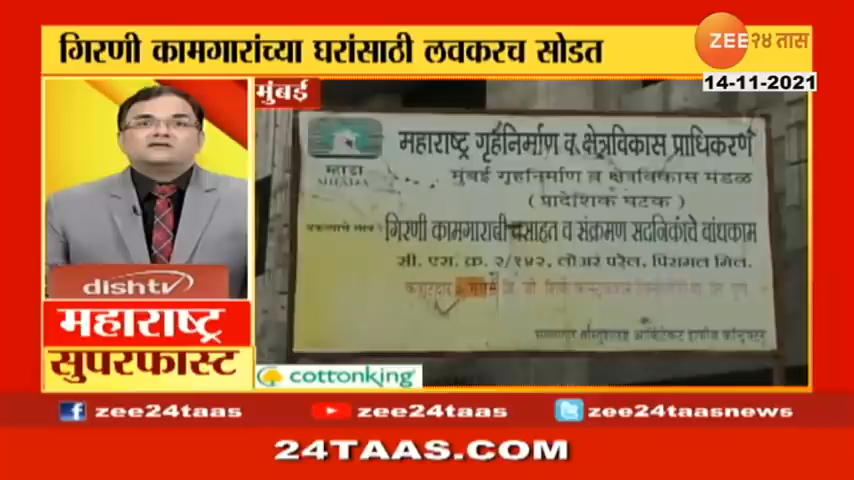 गिरणी कामगारांच्या घरांसाठी लवकरच सोडत
ZEE २४ तास
14-11-2021
मुंबई
महाराष्ट्र गृहनिर्माण व क्षेत्रविकास प्राधिकरण
म्हाडा
MHADA
मुंबई गृहनिर्माण व क्षेत्रविकास मंडळ
( प्रादेशिक घटक )
गिरणी कामगारांची वसाहत व संक्रमण सदनिकांचे बांधकाम
सी. एस. क्र. २/१४२, लोअर परेल, पिरामल मिल.
dishtv
महाराष्ट्र
सुपरफास्ट
cottonking
zee24taas
zee24taas
zee24taasnews
24TAAS.COM